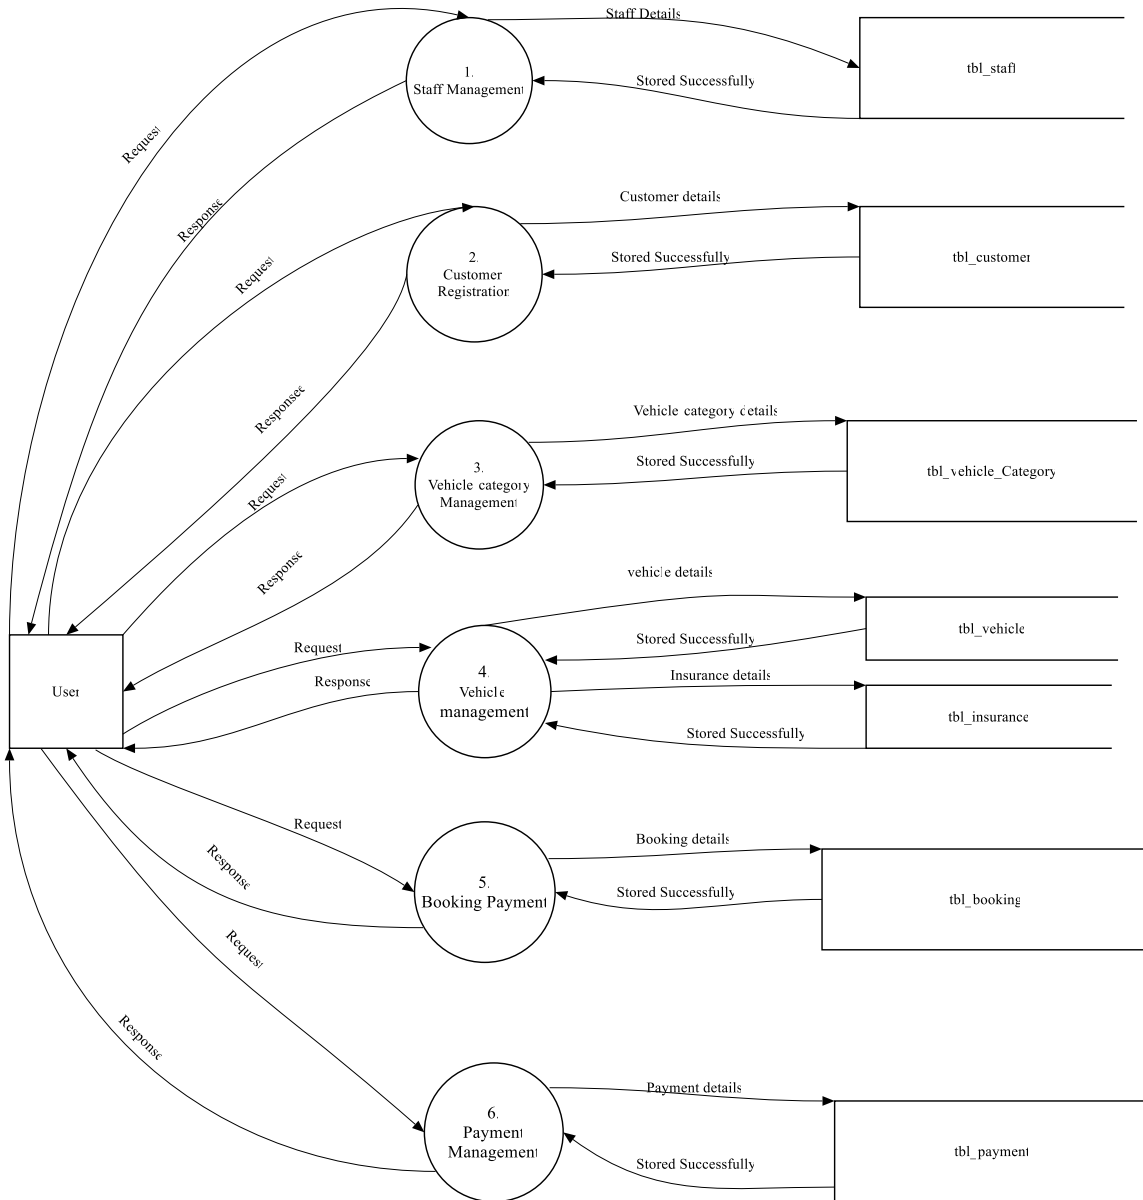 Staff Details
1.
Staff Management
Stored Successfully
tbl_staff
Request
Response
Customer details
2.
Customer
Registration
Stored Successfully
tbl_customer
Request
Responsee
Vehicle category details
3.
Vehicle category
Management
Stored Successfully
tbl_vehicle_Category
Request
Response
vehicle details
tbl_vehicle
Stored Successfully
Request
4.
Vehicle
management
Response
User
Insurance details
tbl_insurance
Stored Successfully
Request
Booking details
5.
Booking Payment
Stored Successfully
tbl_booking
Response
Request
Response
Payment details
6.
Payment
Management
Stored Successfully
tbl_payment